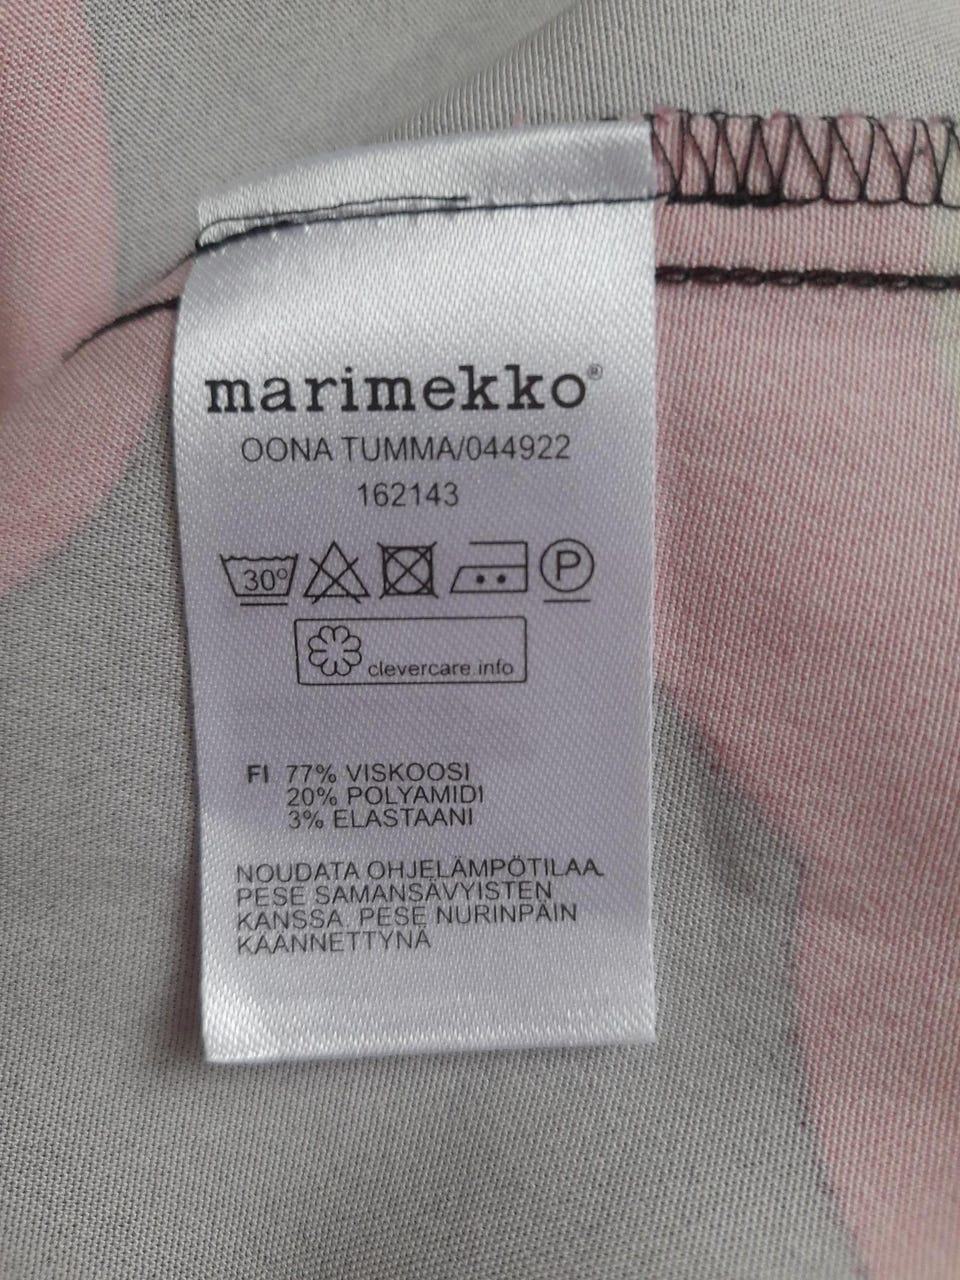 marimekko®
OONA TUMMA/044922
162143
30°
P
clevercare.info
FI 77% VISKOOSI
20% POLYAMIDI
3% ELASTAANI
NOUDATA OHJELÄMPÖTILAA.
PESE SAMANSÄVYISTEN
KANSSA. PESE NURINPÄIN
KÄÄNNETTYNÄ